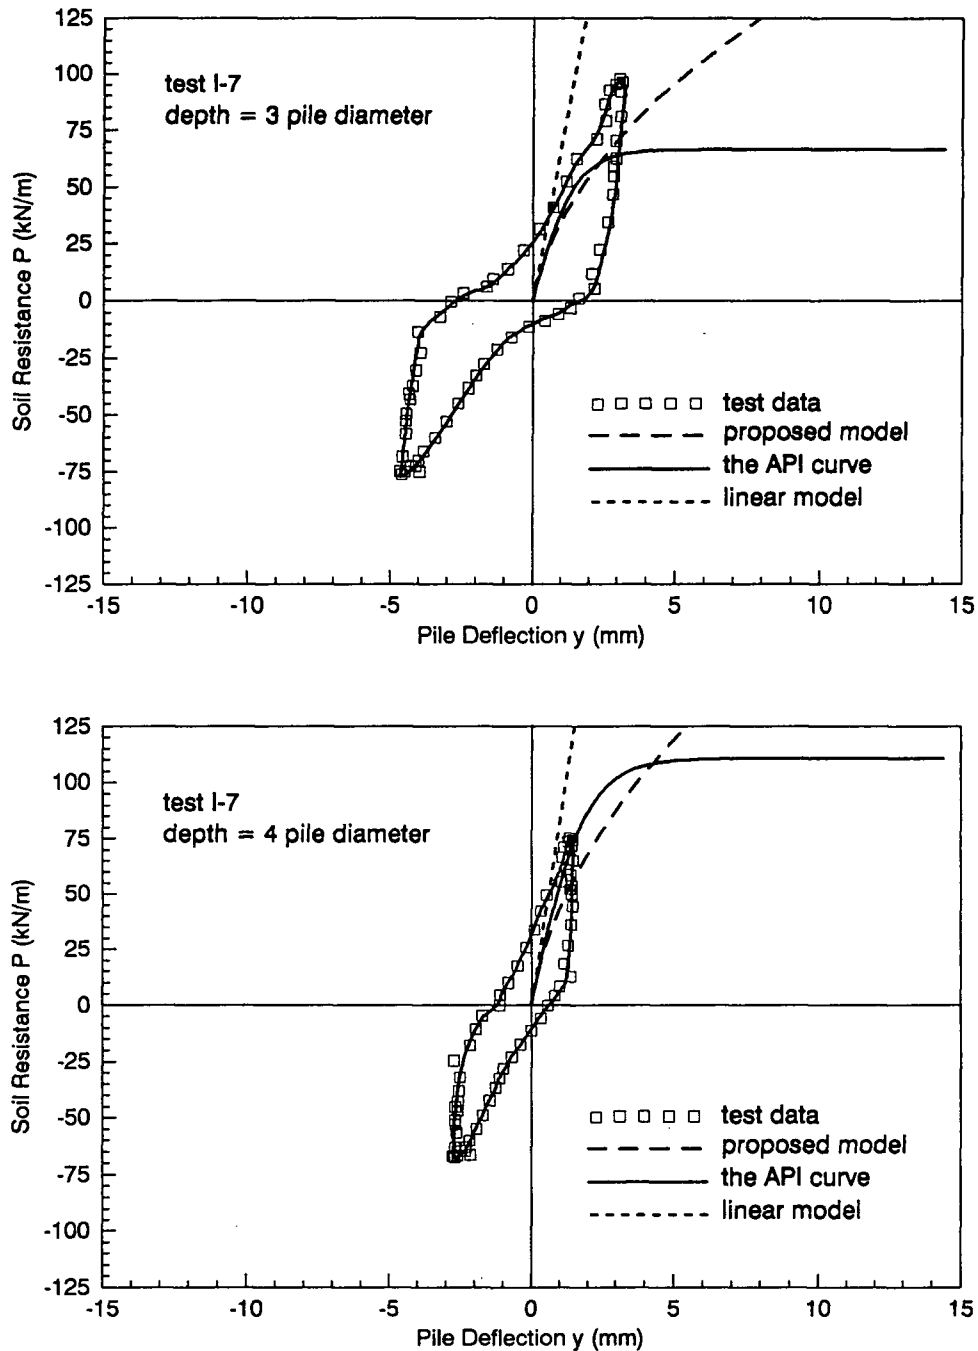 125
100
75
50
25
0
-25
-50
-75
-100
-125
Soil Resistance P (kN/m)
test I-7
depth = 3 pile diameter
test data
proposed model
the API curve
linear model
-15 -10 -5 0 5 10 15
Pile Deflection y (mm)
125
100
75
50
25
0
-25
-50
-75
-100
-125
Soil Resistance P (kN/m)
test I-7
depth = 4 pile diameter
test data
proposed model
the API curve
linear model
-15 -10 -5 0 5 10 15
Pile Deflection y (mm)